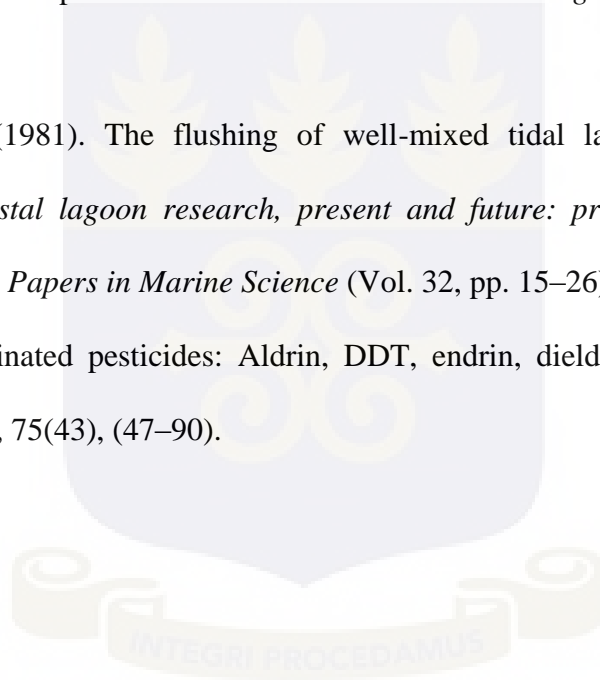 (1981). The flushing of well-mixed tidal la
stal lagoon research, present and future: pr
Papers in Marine Science (Vol. 32, pp. 15–26)
inated pesticides: Aldrin, DDT, endrin, dield
, 75(43), (47–90).
INTEGRI PROCEDAMUS